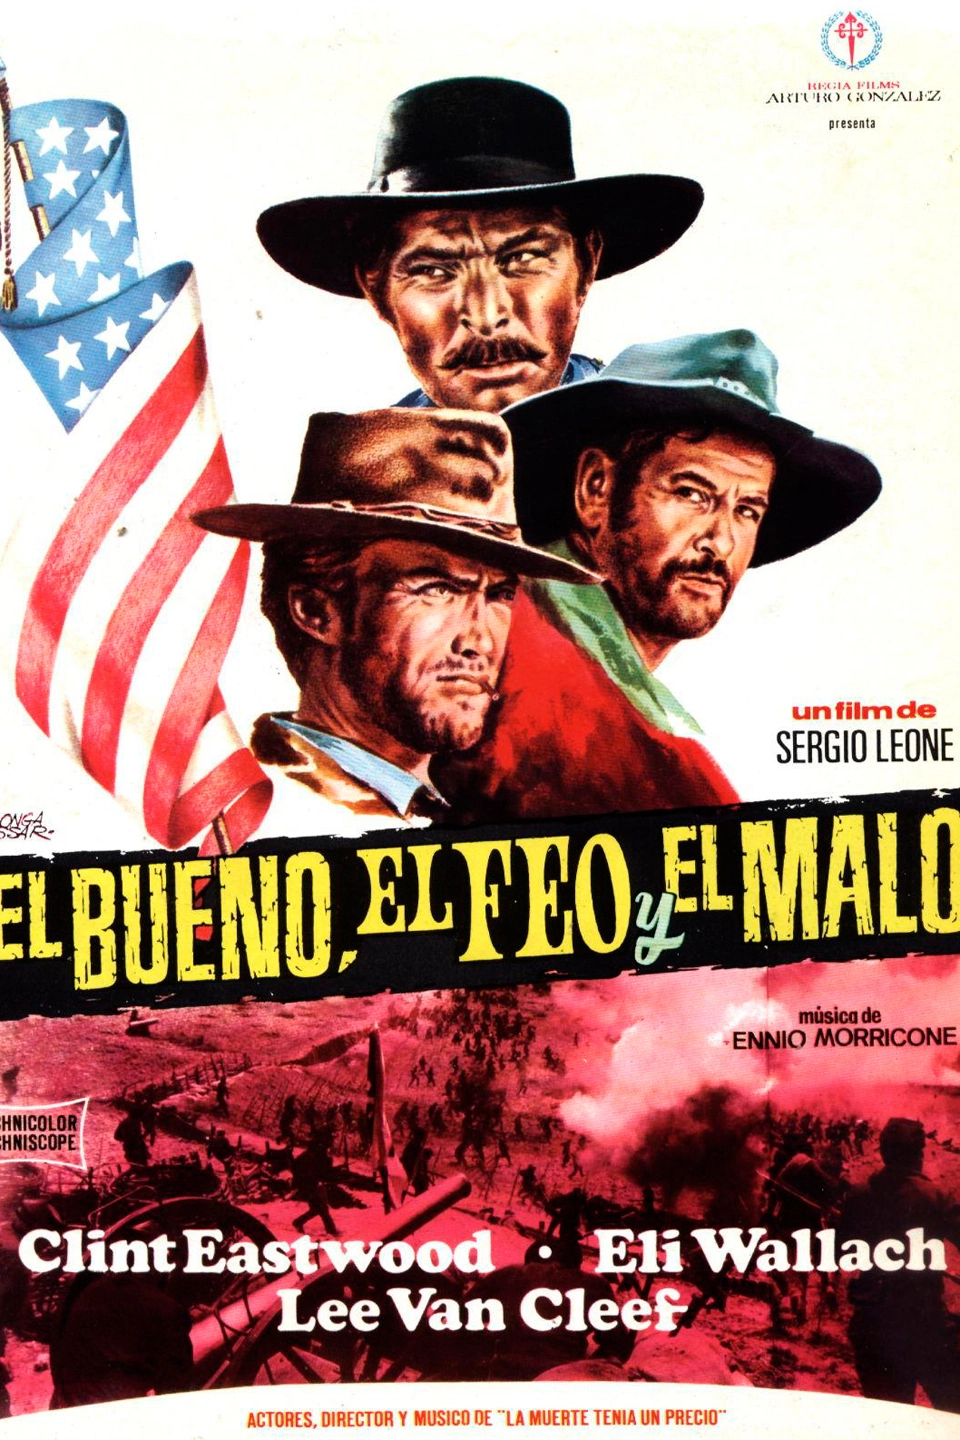 REGIA FILMS
ARTURO GONZALEZ
presenta
un film de
SERGIO LEONE
EL BUENO, EL FEO y EL MALO
música de
ENNIO MORRICONE
Clint Eastwood · Eli Wallach
Lee Van Cleef
ACTORES, DIRECTOR Y MUSICO DE "LA MUERTE TENIA UN PRECIO"